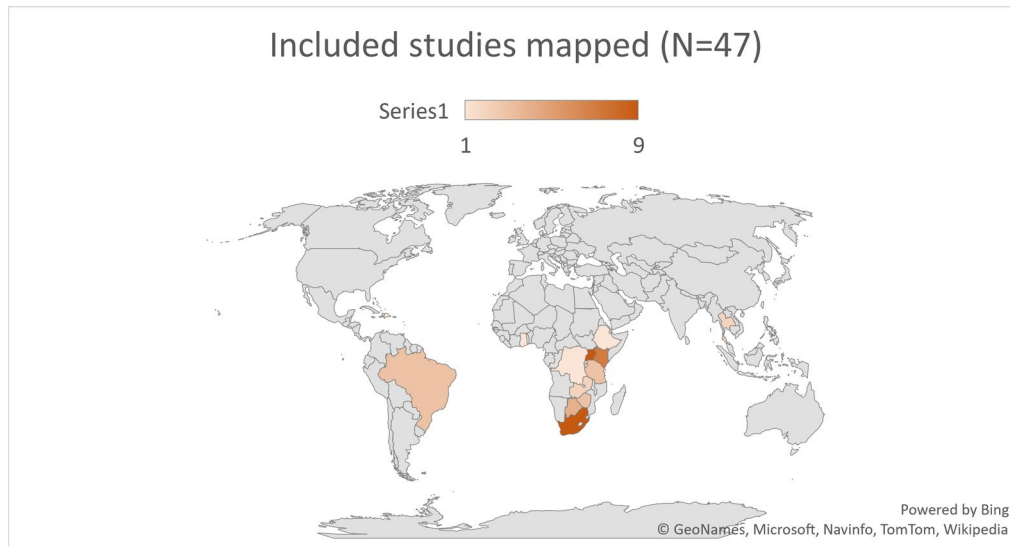 Included studies mapped (N=47)
Series1
1 9
Powered by Bing
© GeoNames, Microsoft, Navinfo, TomTom, Wikipedia